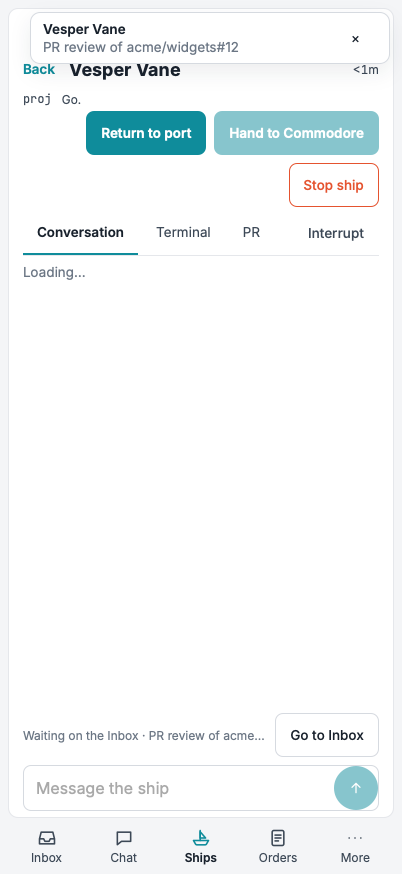 Vesper Vane
PR review of acme/widgets#12
×
Back Vesper Vane <1m
proj Go.
Return to port Hand to Commodore
Stop ship
Conversation Terminal PR Interrupt
Loading...
Waiting on the Inbox · PR review of acme... Go to Inbox
Message the ship
Inbox Chat Ships Orders More